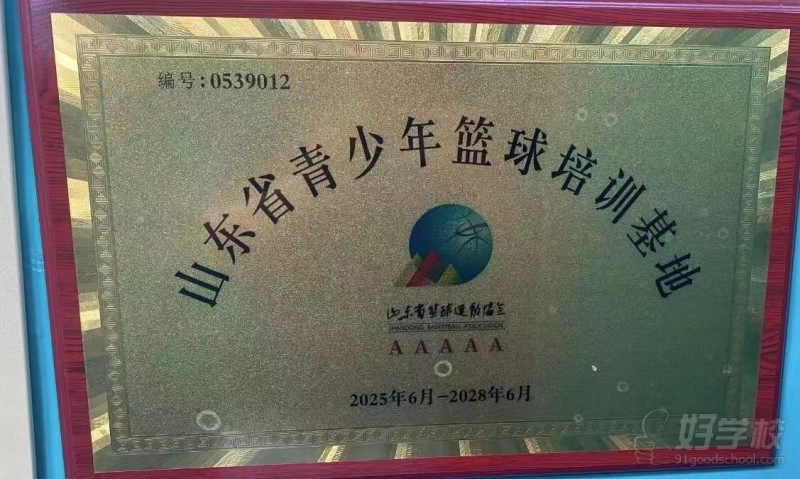 编号:0539012
山东省青少年篮球培训基地
山东省篮球运动协会
SHANDONG BASKETBALL ASSOCIATION
AAAAA
2025年6月-2028年6月
好学校
91goodschool.com